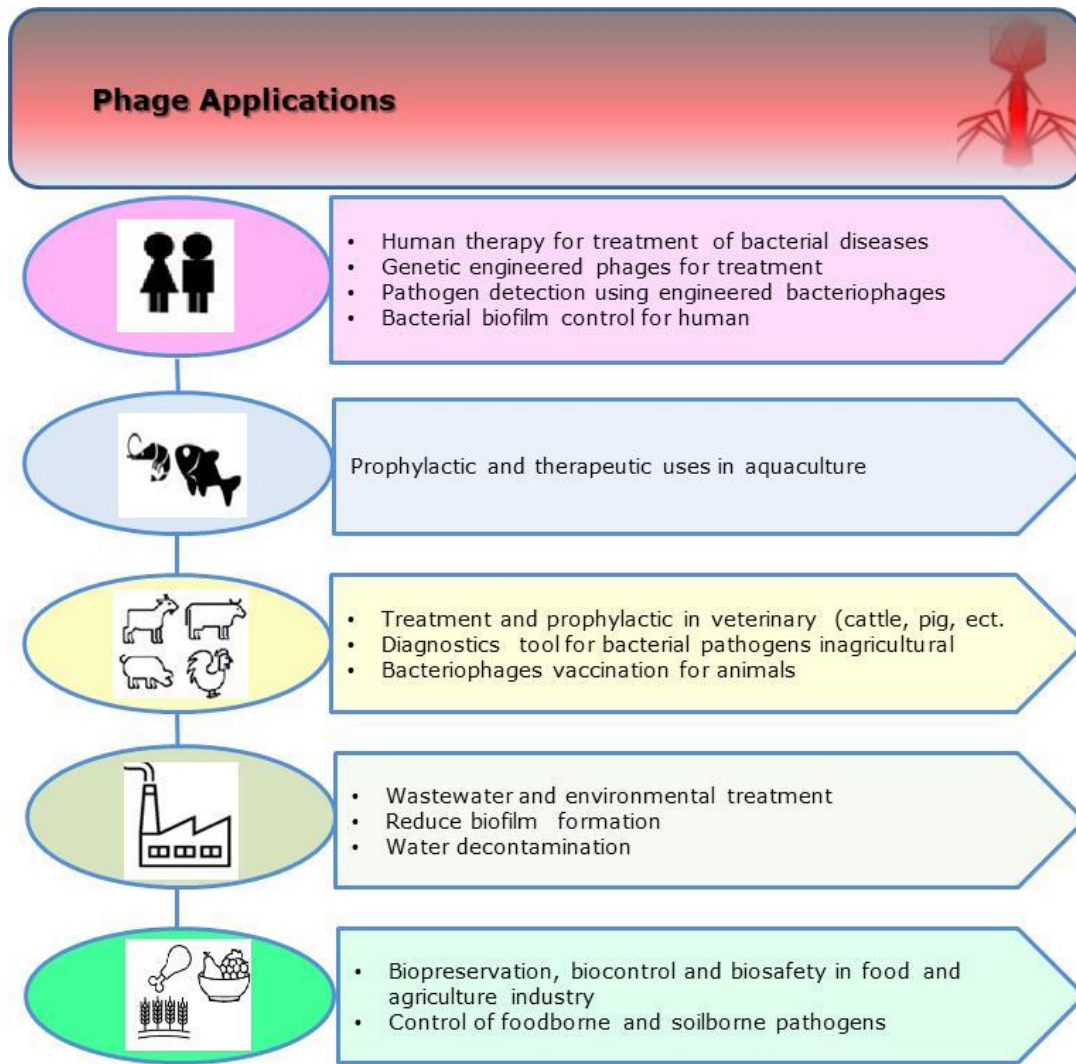 Phage Applications
• Human therapy for treatment of bacterial diseases
• Genetic engineered phages for treatment
• Pathogen detection using engineered bacteriophages
• Bacterial biofilm control for human
Prophylactic and therapeutic uses in aquaculture
• Treatment and prophylactic in veterinary (cattle, pig, ect.
• Diagnostics tool for bacterial pathogens inagricultural
• Bacteriophages vaccination for animals
• Wastewater and environmental treatment
• Reduce biofilm formation
• Water decontamination
• Biopreservation, biocontrol and biosafety in food and
agriculture industry
• Control of foodborne and soilborne pathogens